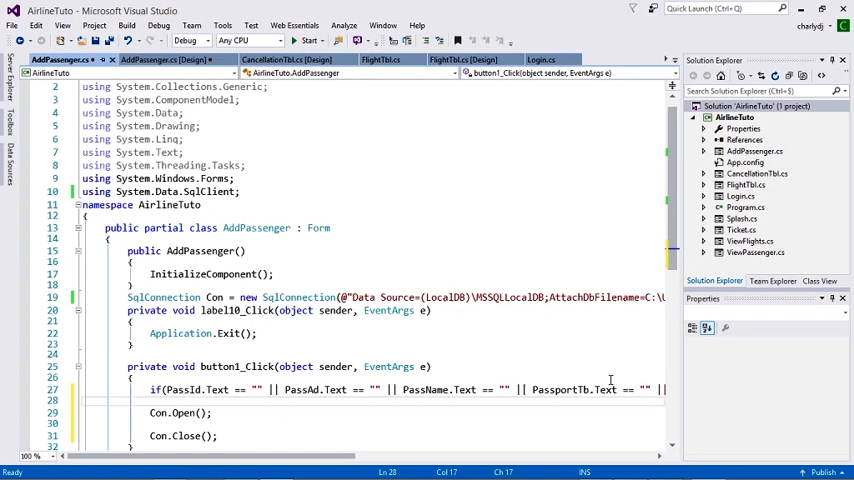 AirlineTuto - Microsoft Visual Studio
Quick Launch (Ctrl+Q)
File Edit View Project Build Debug Team Tools Test Web Essentials Analyze Window Help
charlydj
Debug Any CPU Start
AddPassenger.cs AddPassenger.cs [Design] CancellationTbl.cs [Design] FlightTbl.cs FlightTbl.cs [Design] Login.cs
Solution Explorer
AirlineTuto AirlineTuto.AddPassenger button1_Click(object sender, EventArgs e)
Server Explorer
Toolbox
Data Sources
2 using System.Collections.Generic;
3 using System.ComponentModel;
4 using System.Data;
5 using System.Drawing;
6 using System.Linq;
7 using System.Text;
8 using System.Threading.Tasks;
9 using System.Windows.Forms;
10 using System.Data.SqlClient;
11 namespace AirlineTuto
12 {
13 public partial class AddPassenger : Form
14 {
15 public AddPassenger()
16 {
17 InitializeComponent();
18 }
19 SqlConnection Con = new SqlConnection(@"Data Source=(LocalDB)\MSSQLLocalDB;AttachDbFilename=C:\U
20 private void label10_Click(object sender, EventArgs e)
21 {
22 Application.Exit();
23 }
24
25 private void button1_Click(object sender, EventArgs e)
26 {
27 if(PassId.Text == "" || PassAd.Text == "" || PassName.Text == "" || PassportTb.Text == "" ||
28
29 Con.Open();
30
31 Con.Close();
32 }
100 %
Search Solution Explorer (Ctrl+;)
Solution 'AirlineTuto' (1 project)
AirlineTuto
Properties
References
AddPassenger.cs
App.config
CancellationTbl.cs
FlightTbl.cs
Login.cs
Program.cs
Splash.cs
Ticket.cs
ViewFlights.cs
ViewPassenger.cs
Solution Explorer Team Explorer Class View
Properties
Ready Ln 28 Col 17 Ch 17 INS Publish